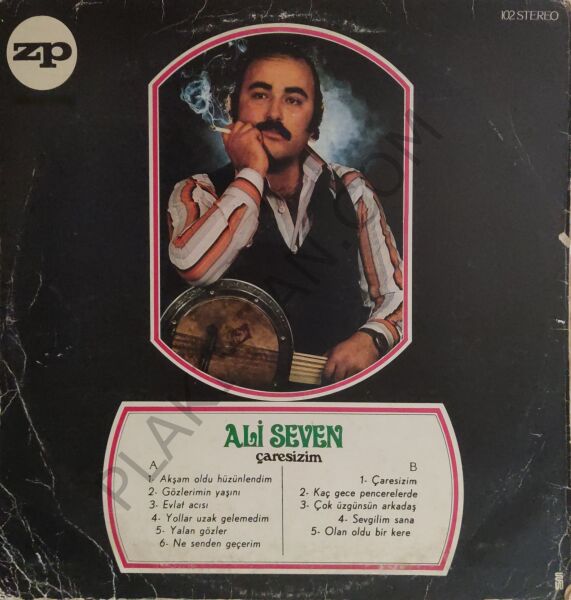 zp
102 STEREO
ALİ SEVEN
çaresizim
A
1- Akşam oldu hüzünlendim
2- Gözlerimin yaşını
3- Evlat acısı
4- Yollar uzak gelemedim
5- Yalan gözler
6- Ne senden geçerim
B
1- Çaresizim
2- Kaç gece pencerelerde
3- Çok üzgünsün arkadaş
4- Sevgilim sana
5- Olan oldu bir kere